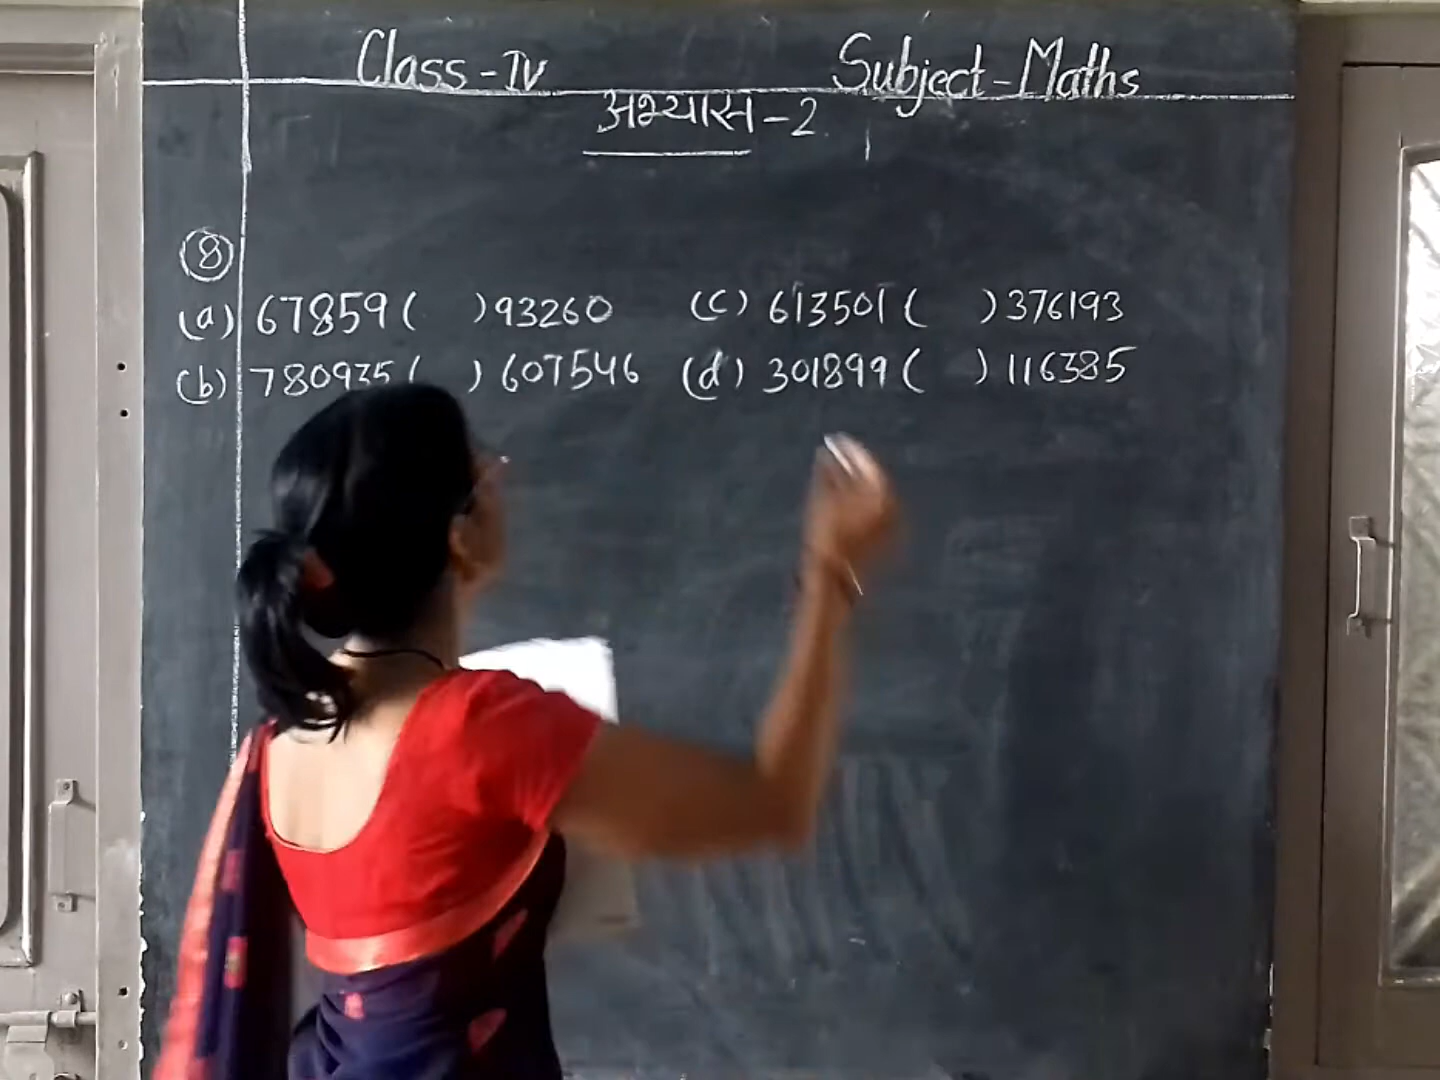 Class-IV Subject-Maths
अभ्यास-2
8
(a) 67859 ( ) 93260 (c) 613501 ( ) 376193
(b) 780935 ( ) 607546 (d) 301899 ( ) 116385